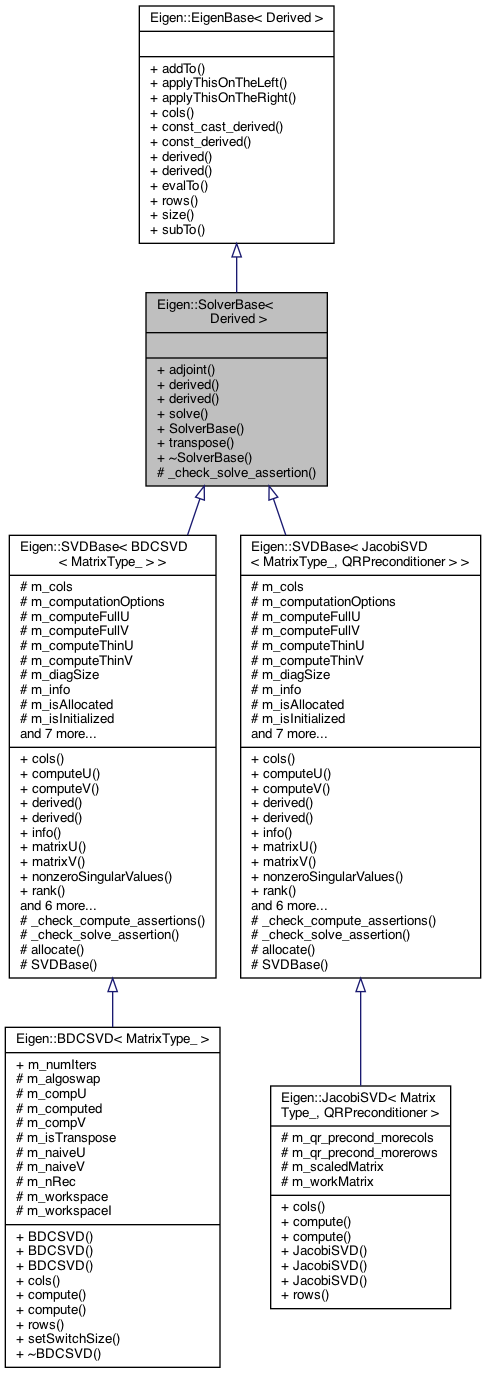 Eigen::EigenBase< Derived >
+ addTo()
+ applyThisOnTheLeft()
+ applyThisOnTheRight()
+ cols()
+ const_cast_derived()
+ const_derived()
+ derived()
+ derived()
+ evalTo()
+ rows()
+ size()
+ subTo()
Eigen::SolverBase<
Derived >
+ adjoint()
+ derived()
+ derived()
+ solve()
+ SolverBase()
+ transpose()
+ ~SolverBase()
# _check_solve_assertion()
Eigen::SVDBase< BDCSVD
< MatrixType_ > >
# m_cols
# m_computationOptions
# m_computeFullU
# m_computeFullV
# m_computeThinU
# m_computeThinV
# m_diagSize
# m_info
# m_isAllocated
# m_isInitialized
and 7 more...
+ cols()
+ computeU()
+ computeV()
+ derived()
+ derived()
+ info()
+ matrixU()
+ matrixV()
+ nonzeroSingularValues()
+ rank()
and 6 more...
# _check_compute_assertions()
# _check_solve_assertion()
# allocate()
# SVDBase()
Eigen::SVDBase< JacobiSVD
< MatrixType_, QRPreconditioner > >
# m_cols
# m_computationOptions
# m_computeFullU
# m_computeFullV
# m_computeThinU
# m_computeThinV
# m_diagSize
# m_info
# m_isAllocated
# m_isInitialized
and 7 more...
+ cols()
+ computeU()
+ computeV()
+ derived()
+ derived()
+ info()
+ matrixU()
+ matrixV()
+ nonzeroSingularValues()
+ rank()
and 6 more...
# _check_compute_assertions()
# _check_solve_assertion()
# allocate()
# SVDBase()
Eigen::BDCSVD< MatrixType_ >
+ m_numIters
# m_algoswap
# m_compU
# m_computed
# m_compV
# m_isTranspose
# m_naiveU
# m_naiveV
# m_nRec
# m_workspace
# m_workspaceI
+ BDCSVD()
+ BDCSVD()
+ BDCSVD()
+ cols()
+ compute()
+ compute()
+ rows()
+ setSwitchSize()
+ ~BDCSVD()
Eigen::JacobiSVD< Matrix
Type_, QRPreconditioner >
# m_qr_precond_morecols
# m_qr_precond_morerows
# m_scaledMatrix
# m_workMatrix
+ cols()
+ compute()
+ compute()
+ JacobiSVD()
+ JacobiSVD()
+ JacobiSVD()
+ rows()